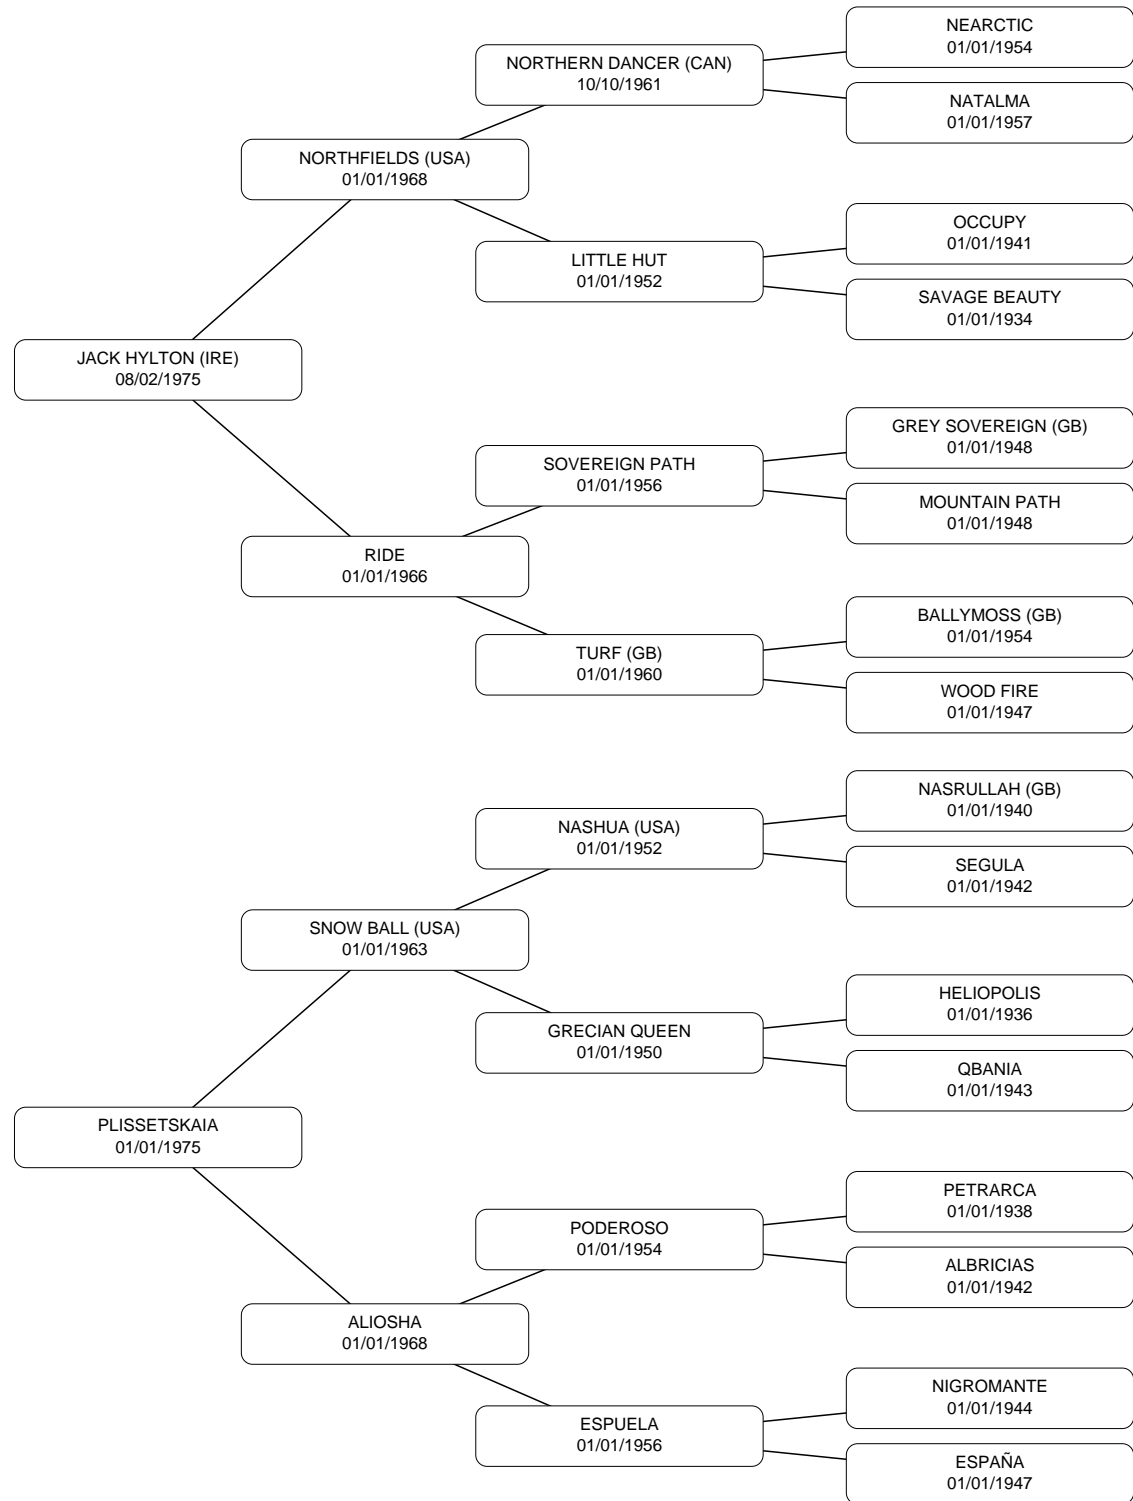 NEARCTIC
01/01/1954
NORTHERN DANCER (CAN)
10/10/1961
NATALMA
01/01/1957
NORTHFIELDS (USA)
01/01/1968
OCCUPY
01/01/1941
LITTLE HUT
01/01/1952
SAVAGE BEAUTY
01/01/1934
JACK HYLTON (IRE)
08/02/1975
GREY SOVEREIGN (GB)
01/01/1948
SOVEREIGN PATH
01/01/1956
MOUNTAIN PATH
01/01/1948
RIDE
01/01/1966
BALLYMOSS (GB)
01/01/1954
TURF (GB)
01/01/1960
WOOD FIRE
01/01/1947
NASRULLAH (GB)
01/01/1940
NASHUA (USA)
01/01/1952
SEGULA
01/01/1942
SNOW BALL (USA)
01/01/1963
HELIOPOLIS
01/01/1936
GRECIAN QUEEN
01/01/1950
QBANIA
01/01/1943
PLISSETSKAIA
01/01/1975
PETRARCA
01/01/1938
PODEROSO
01/01/1954
ALBRICIAS
01/01/1942
ALIOSHA
01/01/1968
NIGROMANTE
01/01/1944
ESPUELA
01/01/1956
ESPAÑA
01/01/1947